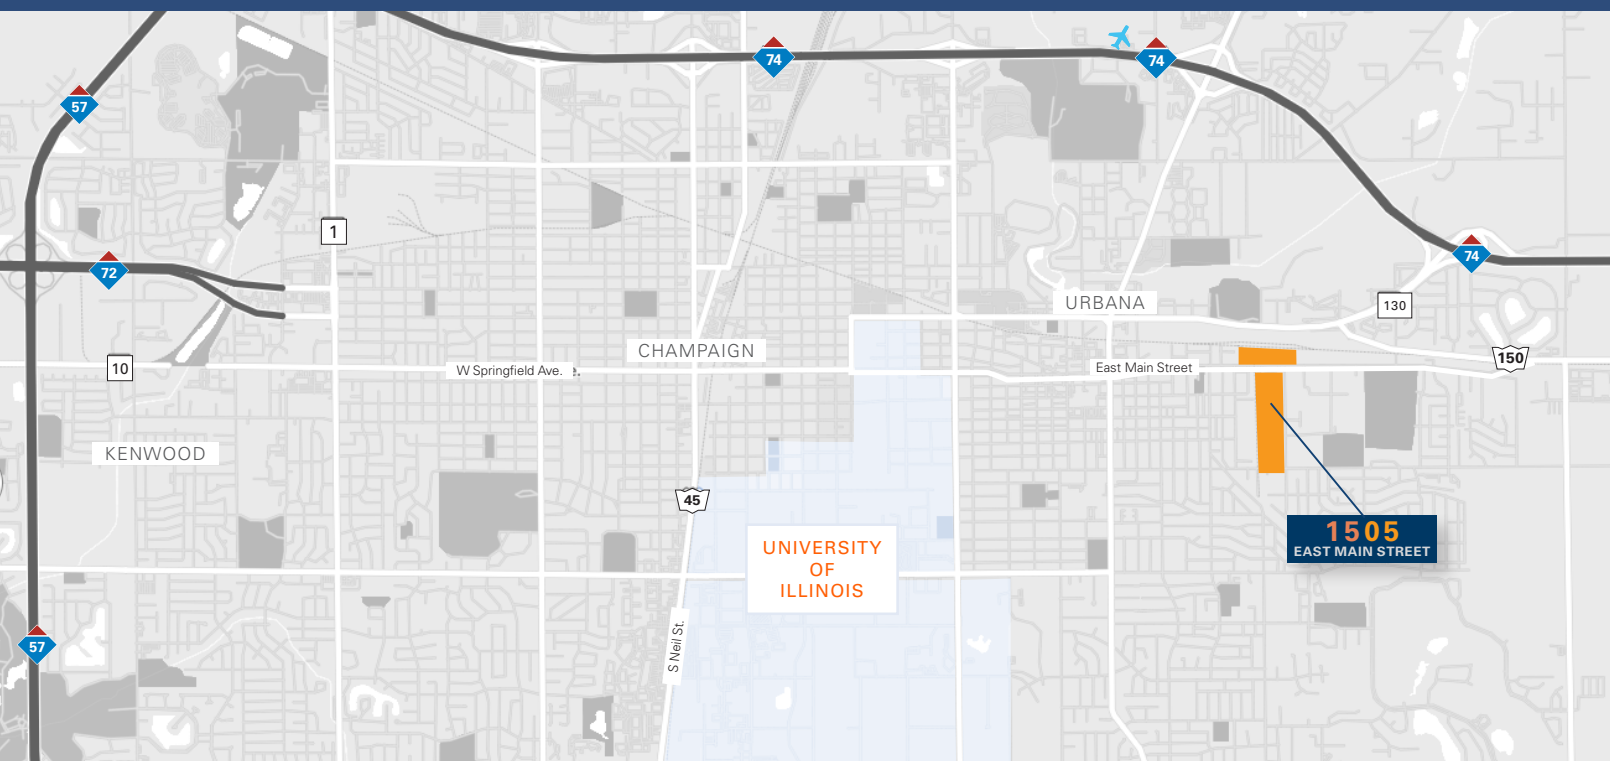 74
74
57
1
74
72
130
URBANA
CHAMPAIGN
150
10
W Springfield Ave.
East Main Street
KENWOOD
45
1505
EAST MAIN STREET
UNIVERSITY
OF
ILLINOIS
57
S Neil St.